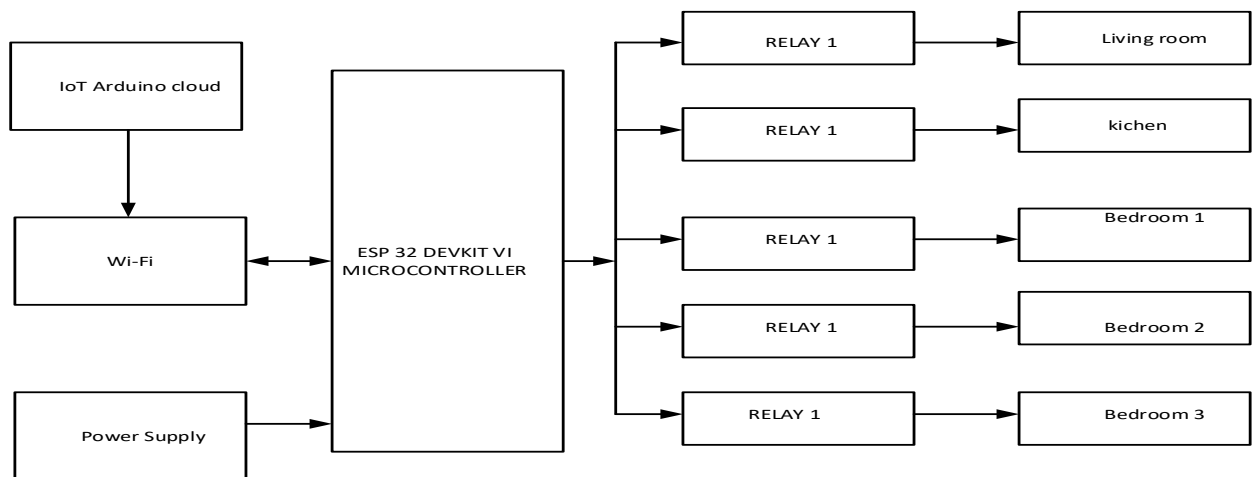 IoT Arduino cloud
Wi-Fi
Power Supply
ESP 32 DEVKIT VI
MICROCONTROLLER
RELAY 1
Living room
RELAY 1
kichen
RELAY 1
Bedroom 1
RELAY 1
Bedroom 2
RELAY 1
Bedroom 3